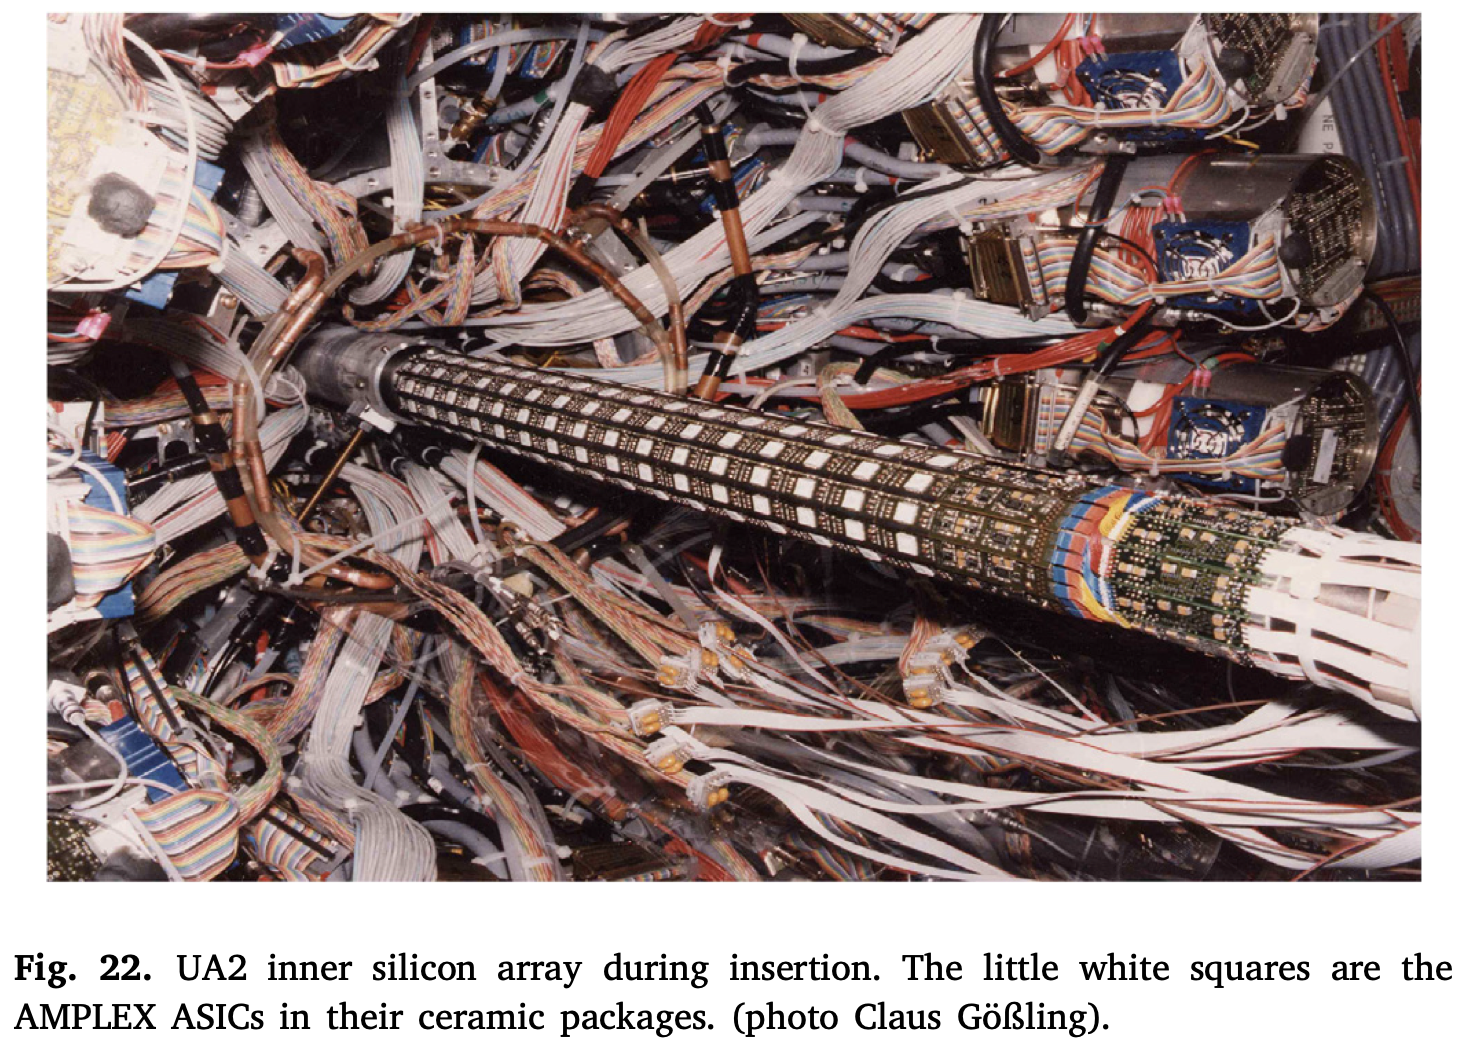 NE P
Fig. 22. UA2 inner silicon array during insertion. The little white squares are the
AMPLEX ASICs in their ceramic packages. (photo Claus Gößling).